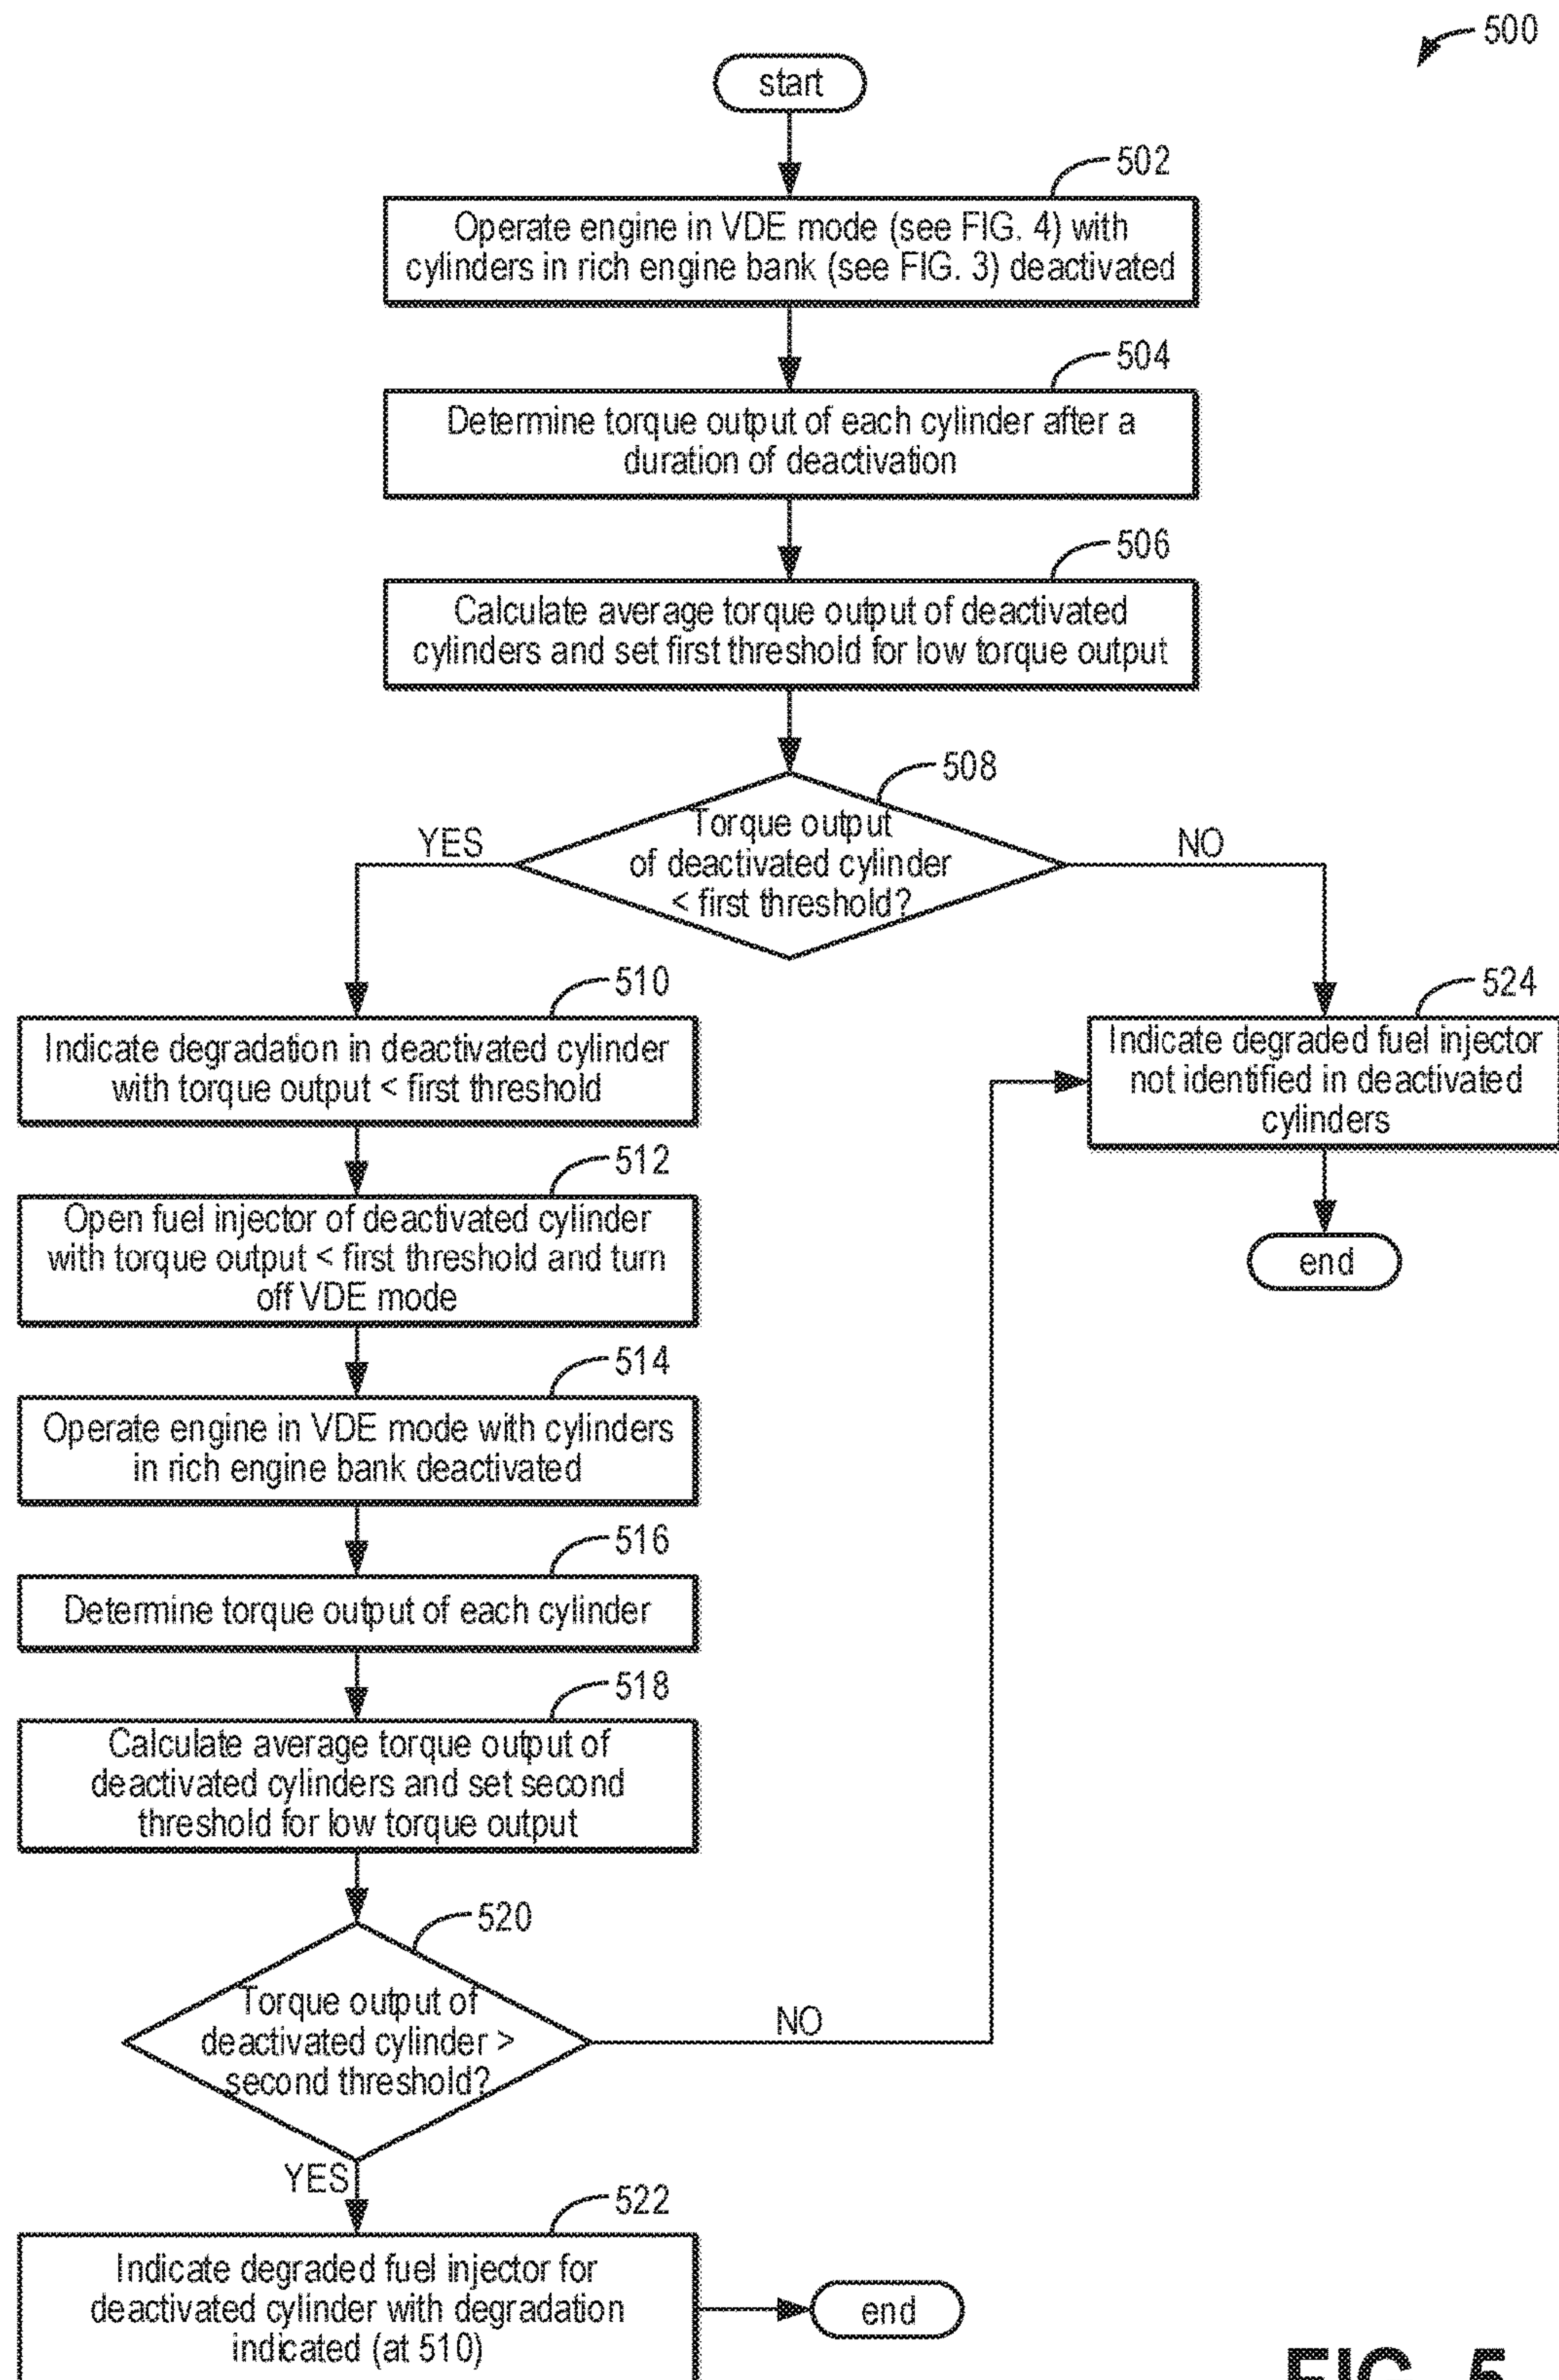 500
start
502
Operate engine in VDE mode (see FIG. 4) with
cylinders in rich engine bank (see FIG. 3) deactivated
504
Determine torque output of each cylinder after a
duration of deactivation
506
Calculate average torque output of deactivated
cylinders and set first threshold for low torque output
508
Torque output
of deactivated cylinder
< first threshold?
YES
NO
510
Indicate degradation in deactivated cylinder
with torque output < first threshold
524
Indicate degraded fuel injector
not identified in deactivated
cylinders
end
512
Open fuel injector of deactivated cylinder
with torque output < first threshold and turn
off VDE mode
514
Operate engine in VDE mode with cylinders
in rich engine bank deactivated
516
Determine torque output of each cylinder
518
Calculate average torque output of
deactivated cylinders and set second
threshold for low torque output
520
Torque output of
deactivated cylinder >
second threshold?
NO
YES
522
Indicate degraded fuel injector for
deactivated cylinder with degradation
indicated (at 510)
end
FIG. 5